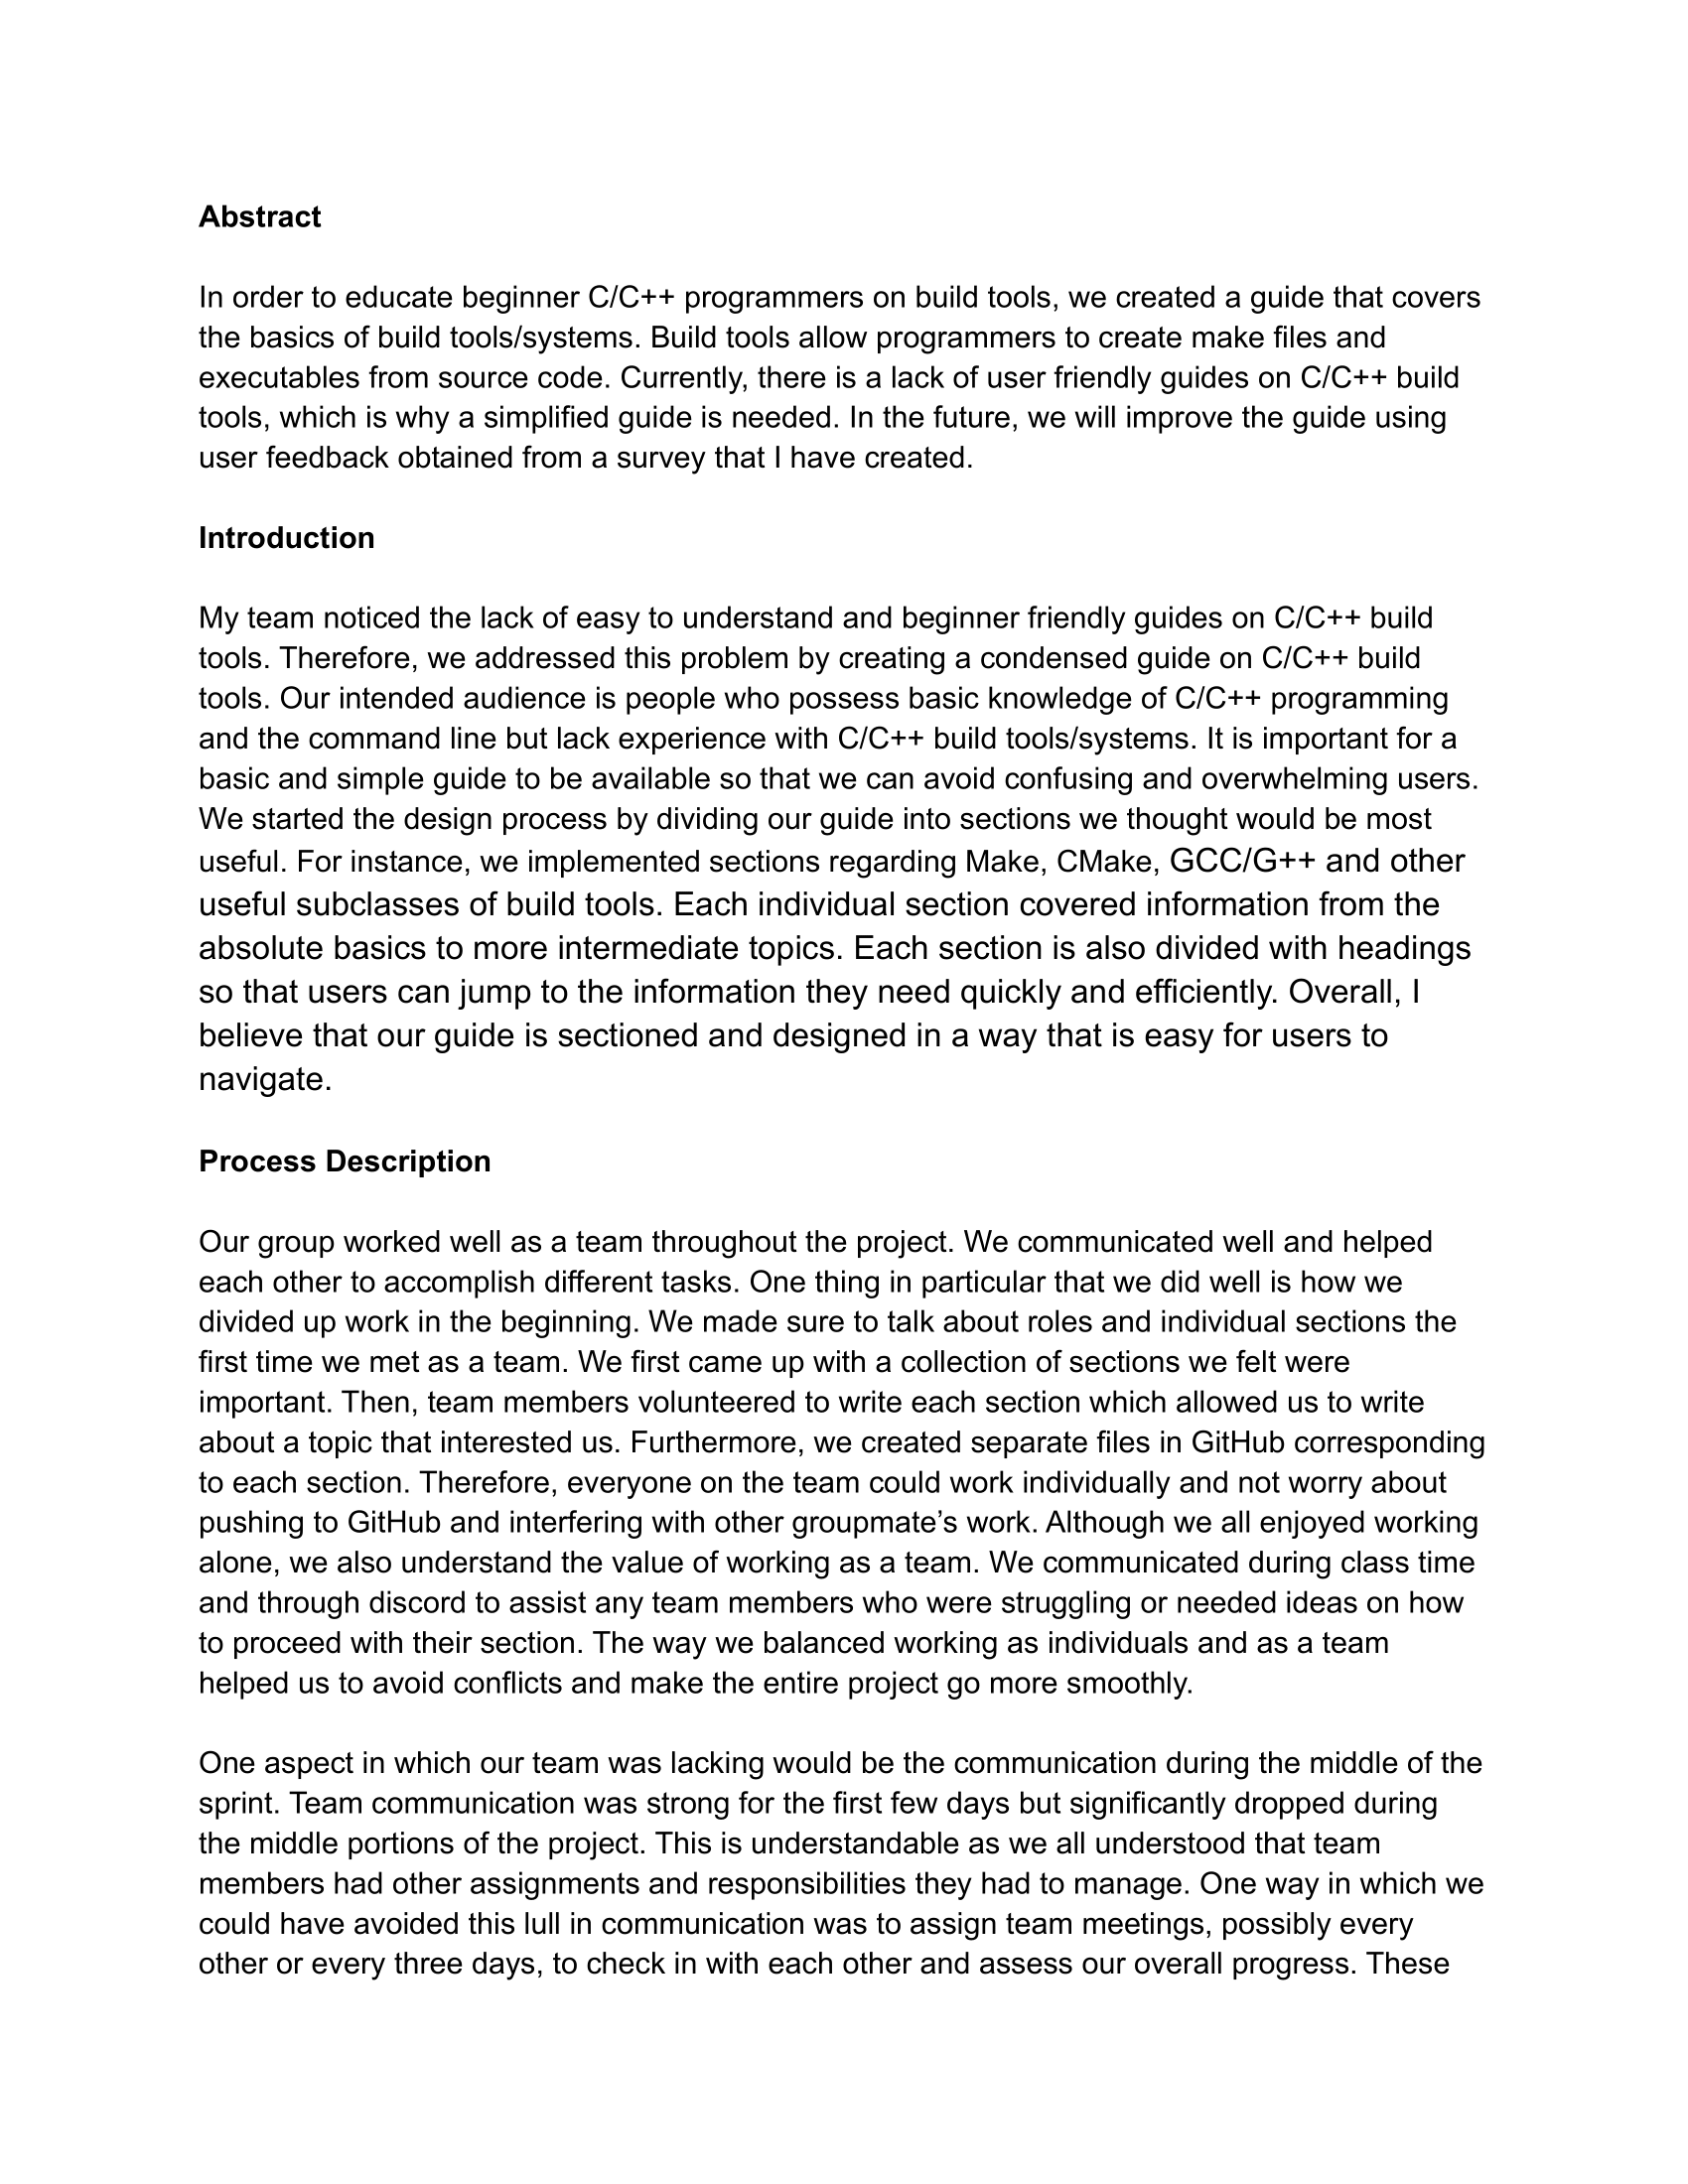 Abstract
In order to educate beginner C/C++ programmers on build tools, we created a guide that covers
the basics of build tools/systems. Build tools allow programmers to create make files and
executables from source code. Currently, there is a lack of user friendly guides on C/C++ build
tools, which is why a simplified guide is needed. In the future, we will improve the guide using
user feedback obtained from a survey that I have created.
Introduction
My team noticed the lack of easy to understand and beginner friendly guides on C/C++ build
tools. Therefore, we addressed this problem by creating a condensed guide on C/C++ build
tools. Our intended audience is people who possess basic knowledge of C/C++ programming
and the command line but lack experience with C/C++ build tools/systems. It is important for a
basic and simple guide to be available so that we can avoid confusing and overwhelming users.
We started the design process by dividing our guide into sections we thought would be most
useful. For instance, we implemented sections regarding Make, CMake, GCC/G++ and other
useful subclasses of build tools. Each individual section covered information from the
absolute basics to more intermediate topics. Each section is also divided with headings
so that users can jump to the information they need quickly and efficiently. Overall, I
believe that our guide is sectioned and designed in a way that is easy for users to
navigate.
Process Description
Our group worked well as a team throughout the project. We communicated well and helped
each other to accomplish different tasks. One thing in particular that we did well is how we
divided up work in the beginning. We made sure to talk about roles and individual sections the
first time we met as a team. We first came up with a collection of sections we felt were
important. Then, team members volunteered to write each section which allowed us to write
about a topic that interested us. Furthermore, we created separate files in GitHub corresponding
to each section. Therefore, everyone on the team could work individually and not worry about
pushing to GitHub and interfering with other groupmate’s work. Although we all enjoyed working
alone, we also understand the value of working as a team. We communicated during class time
and through discord to assist any team members who were struggling or needed ideas on how
to proceed with their section. The way we balanced working as individuals and as a team
helped us to avoid conflicts and make the entire project go more smoothly.
One aspect in which our team was lacking would be the communication during the middle of the
sprint. Team communication was strong for the first few days but significantly dropped during
the middle portions of the project. This is understandable as we all understood that team
members had other assignments and responsibilities they had to manage. One way in which we
could have avoided this lull in communication was to assign team meetings, possibly every
other or every three days, to check in with each other and assess our overall progress. These